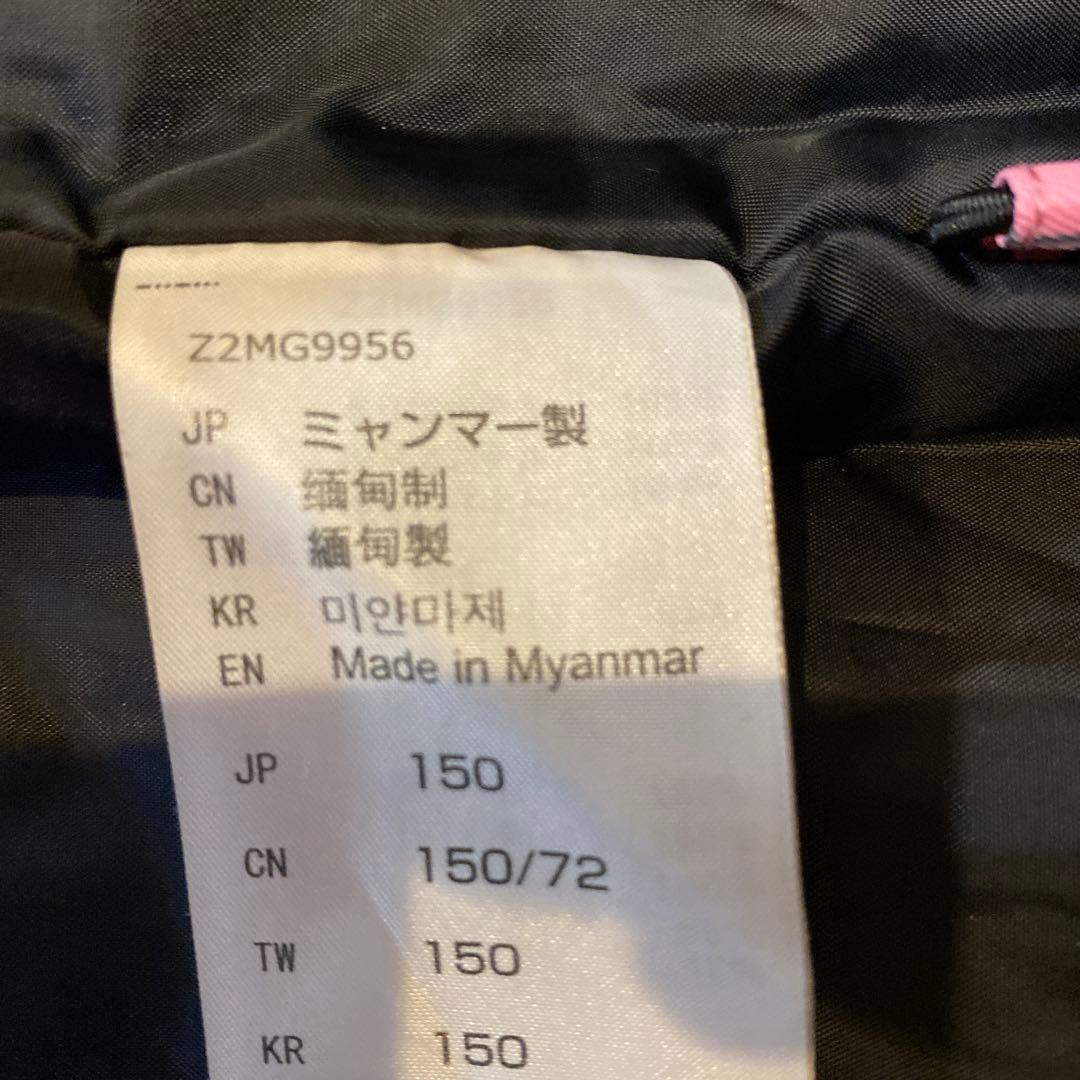 Z2MG9956
JP ミャンマー製
CN 缅甸制
TW 緬甸製
KR 미얀마제
EN Made in Myanmar
JP 150
CN 150/72
TW 150
KR 150